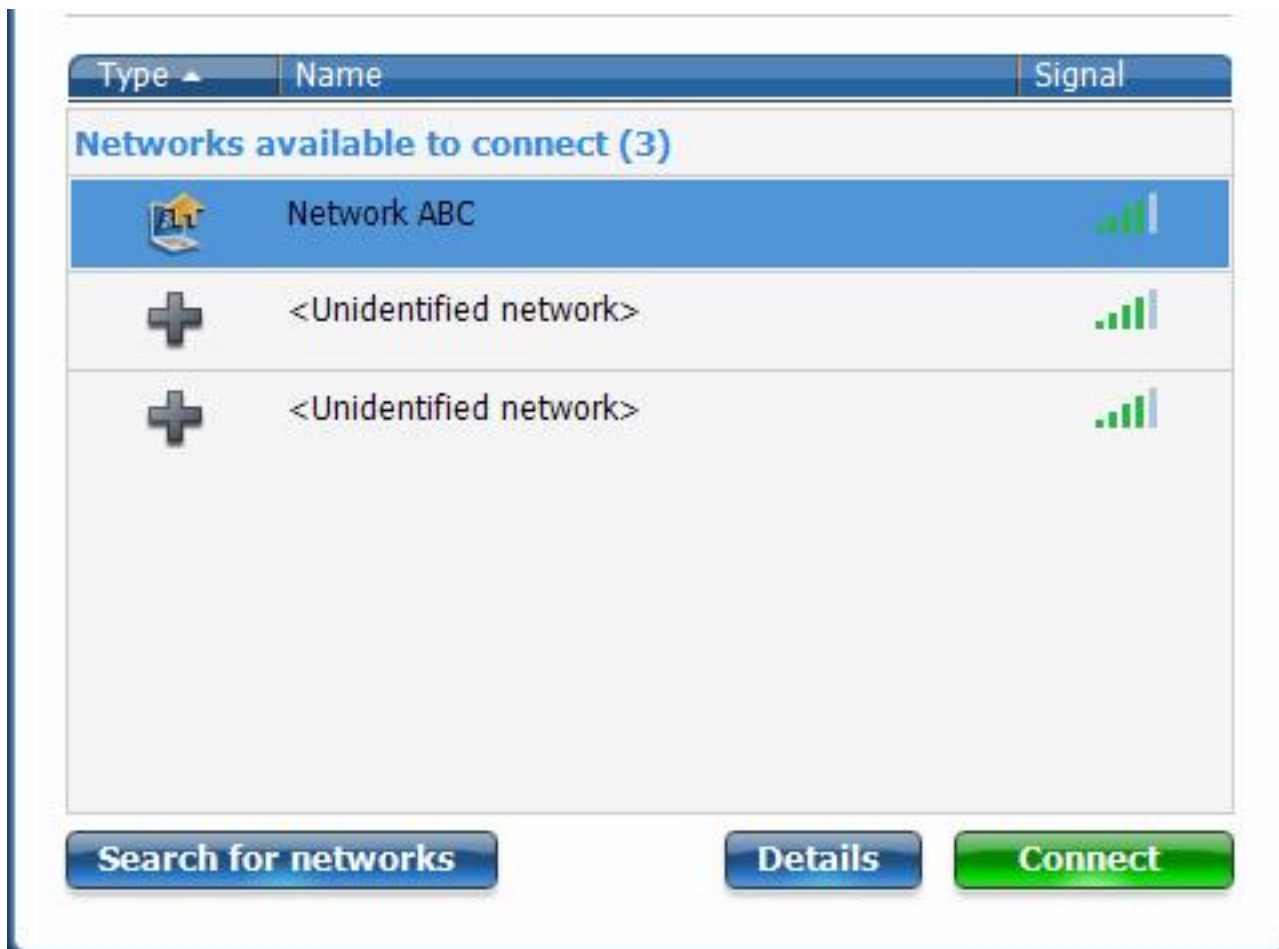 Type Name Signal
Networks available to connect (3)
Network ABC
<Unidentified network>
<Unidentified network>
Search for networks Details Connect